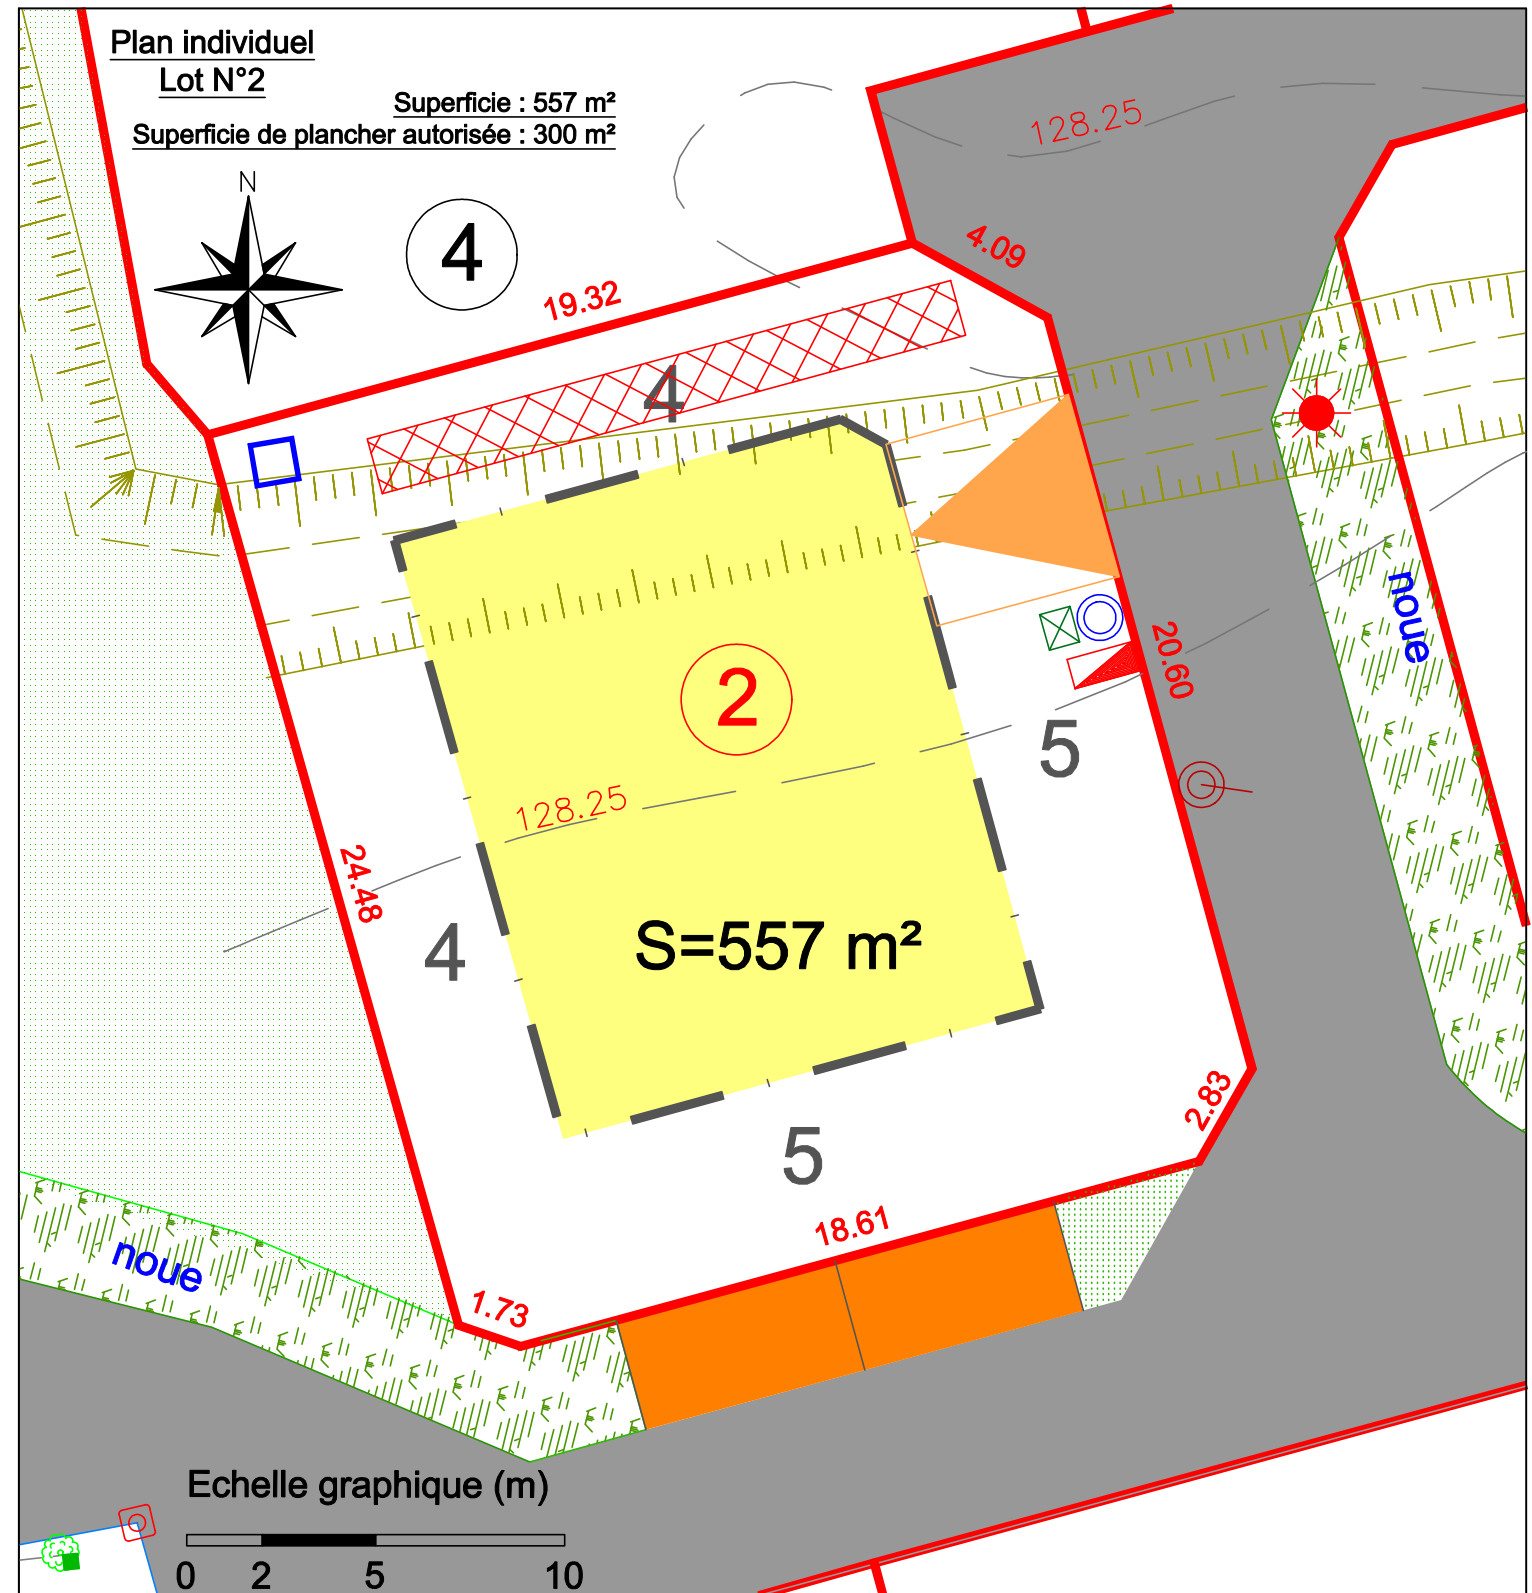 Plan individuel
Lot N°2
Superficie : 557 m²
Superficie de plancher autorisée : 300 m²
N
4
128.25
4.09
19.32
4
noue
2
20.60
5
128.25
24.48
4
S=557 m²
2.83
5
18.61
noue
1.73
Echelle graphique (m)
0 2 5 10